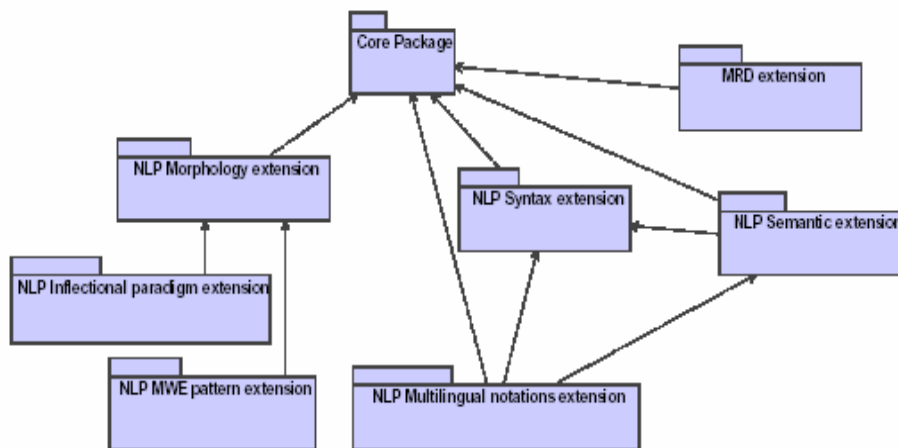 Core Package
MRD extension
NLP Morphology extension
NLP Syntax extension
NLP Semantic extension
NLP Inflectional paradigm extension
NLP MWE pattern extension
NLP Multilingual notations extension